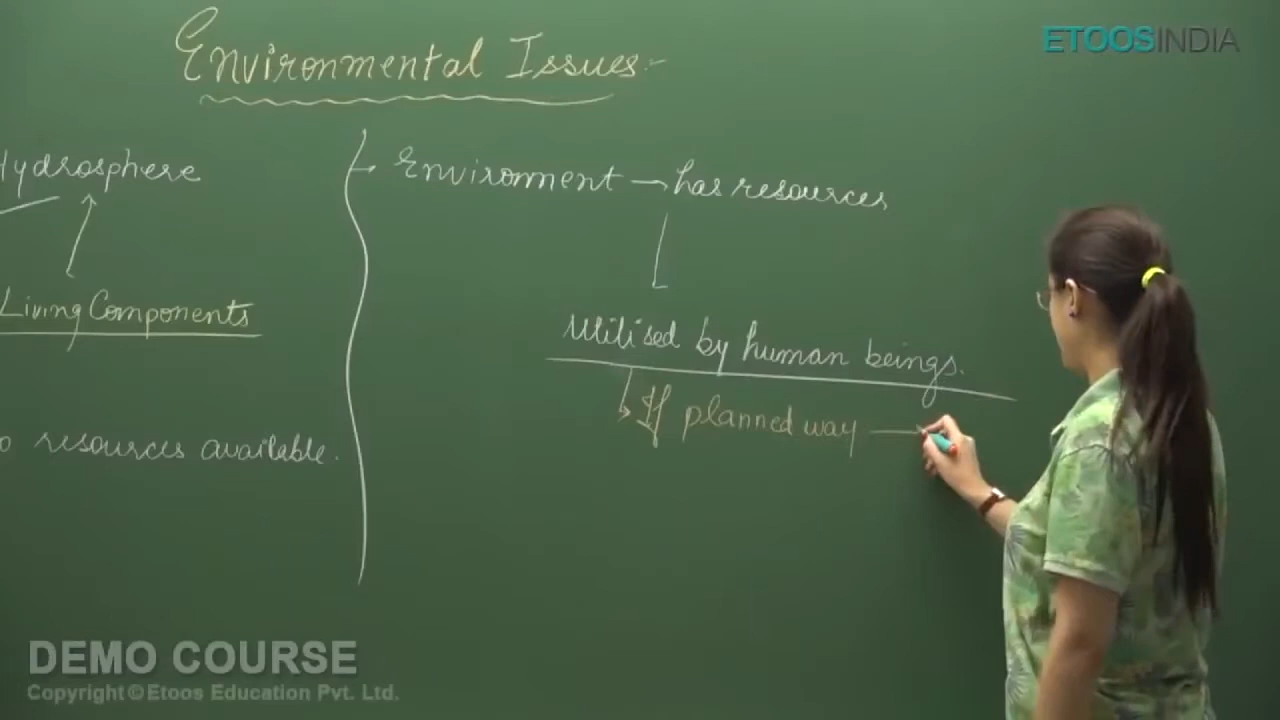 ETOOSINDIA
Environmental Issues:-
Hydrosphere
Living Components
resources available.
Environment → has resources
Utilised by human beings.
If planned way —
DEMO COURSE
Copyright © Etoos Education Pvt. Ltd.